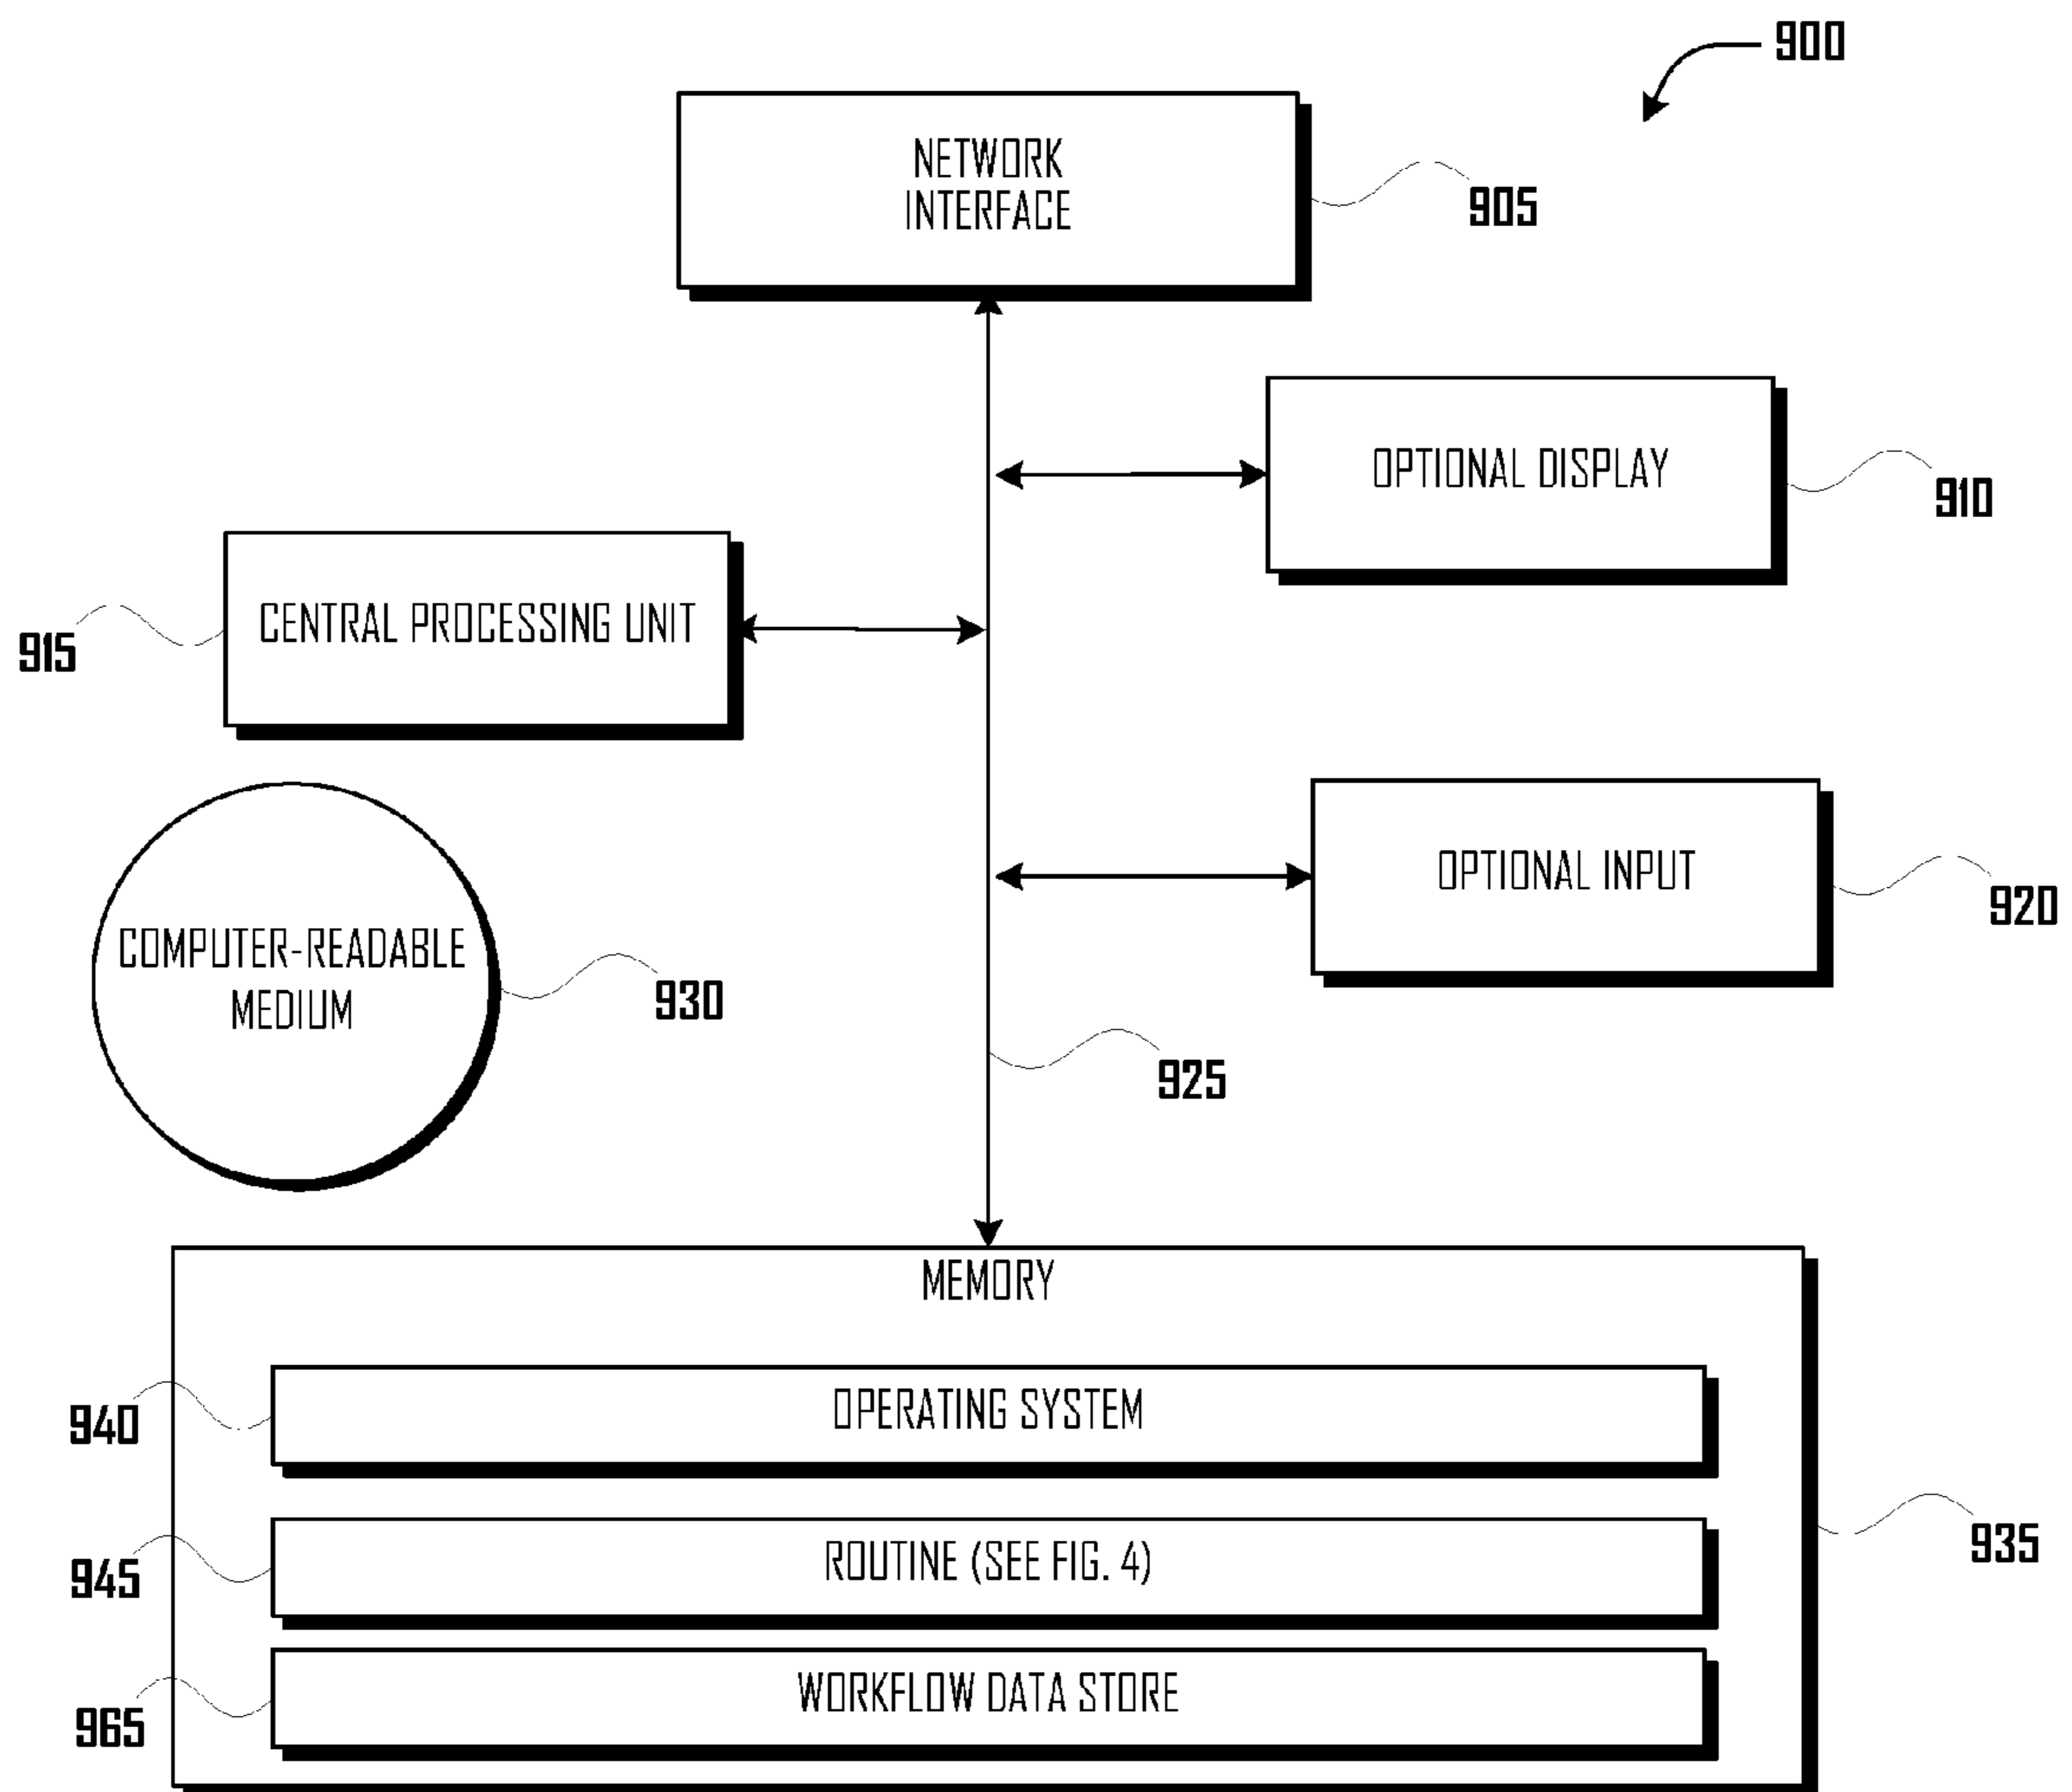 900
NETWORK
INTERFACE
905
OPTIONAL DISPLAY
910
CENTRAL PROCESSING UNIT
915
OPTIONAL INPUT
920
COMPUTER-READABLE
MEDIUM
930
925
MEMORY
OPERATING SYSTEM
940
935
ROUTINE (SEE FIG. 4)
945
WORKFLOW DATA STORE
965